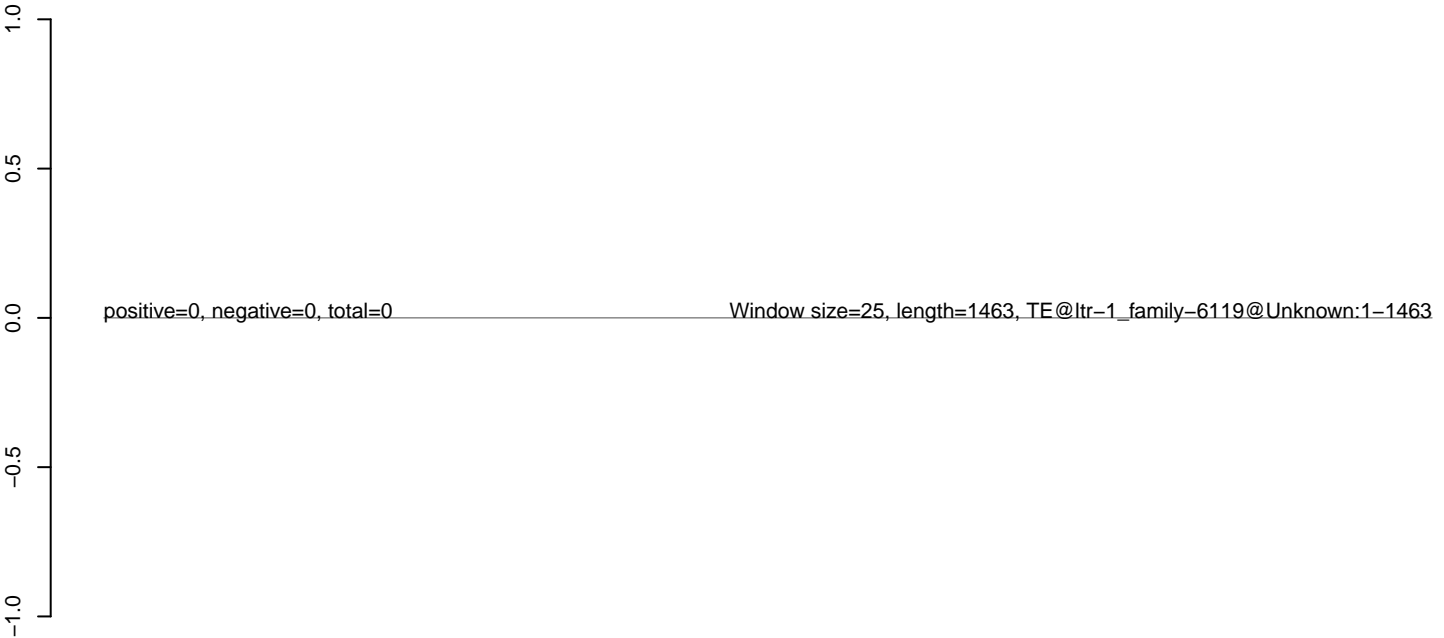 1.0
0.5
positive=0, negative=0, total=0
Window size=25, length=1463, TE@ltr−1_family−6119@Unknown:1−1463
0.0
−0.5
−1.0